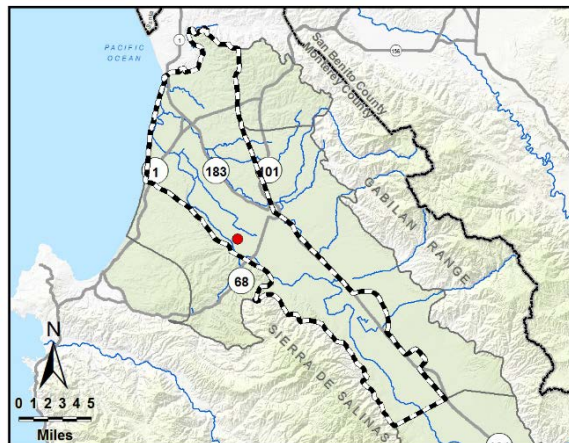 1
PACIFIC
OCEAN
156
San Benito County
Monterey County
1
183
101
GABILAN RANGE
68
SIERRA DE SALINAS
N
0 1 2 3 4 5
Miles